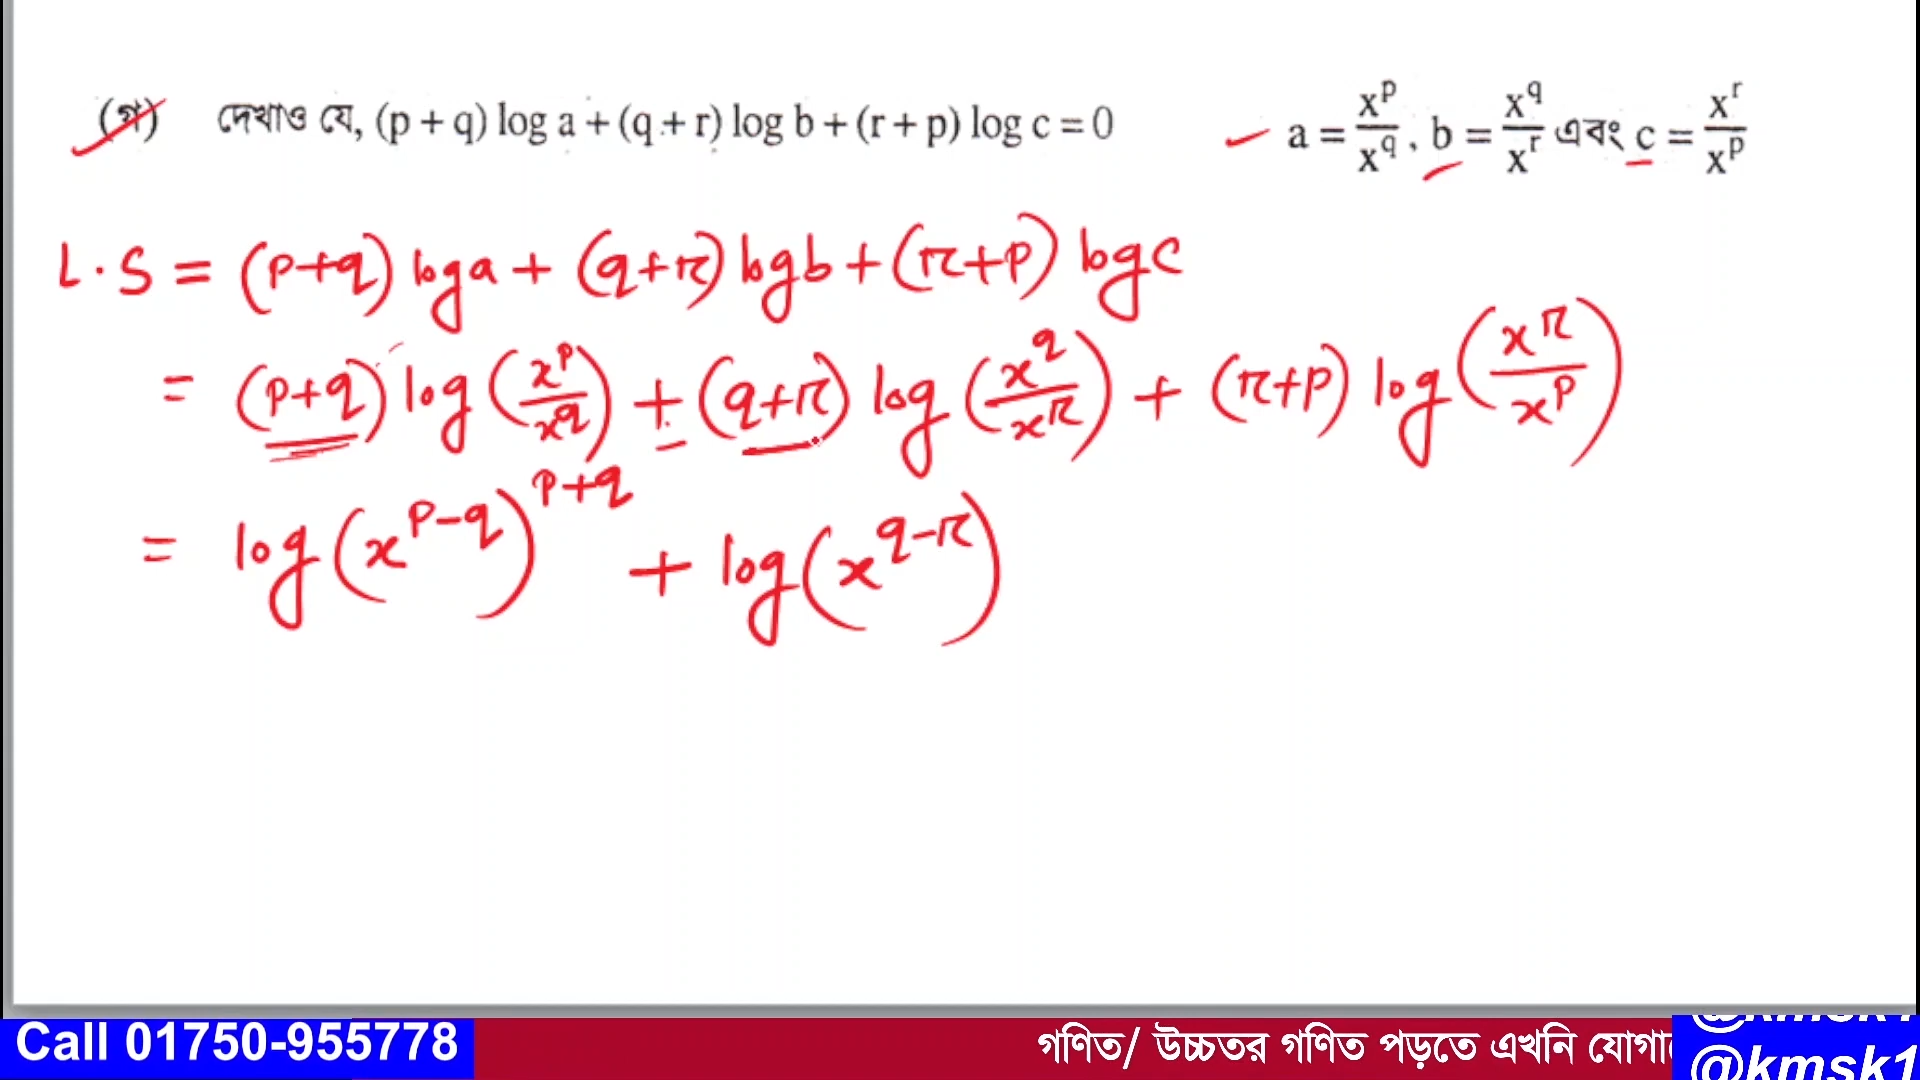 (গ) দেখাও যে, (p + q) log a + (q + r) log b + (r + p) log c = 0 a = x^p/x^q , b = x^q/x^r এবং c = x^r/x^p
L.S = (p+q) log a + (q+r) log b + (r+p) log c
= (p+q) log (x^p/x^q) + (q+r) log (x^q/x^r) + (r+p) log (x^r/x^p)
= log (x^(p-q))^(p+q) + log (x^(q-r))
Call 01750-955778 গণিত/ উচ্চতর গণিত পড়তে এখনি @kmsk1